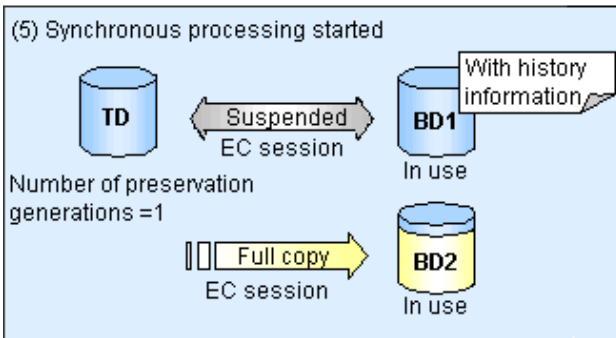 (5) Synchronous processing started
With history
information
TD
Suspended
BD1
EC session
In use
Number of preservation
generations =1
Full copy
BD2
EC session
In use